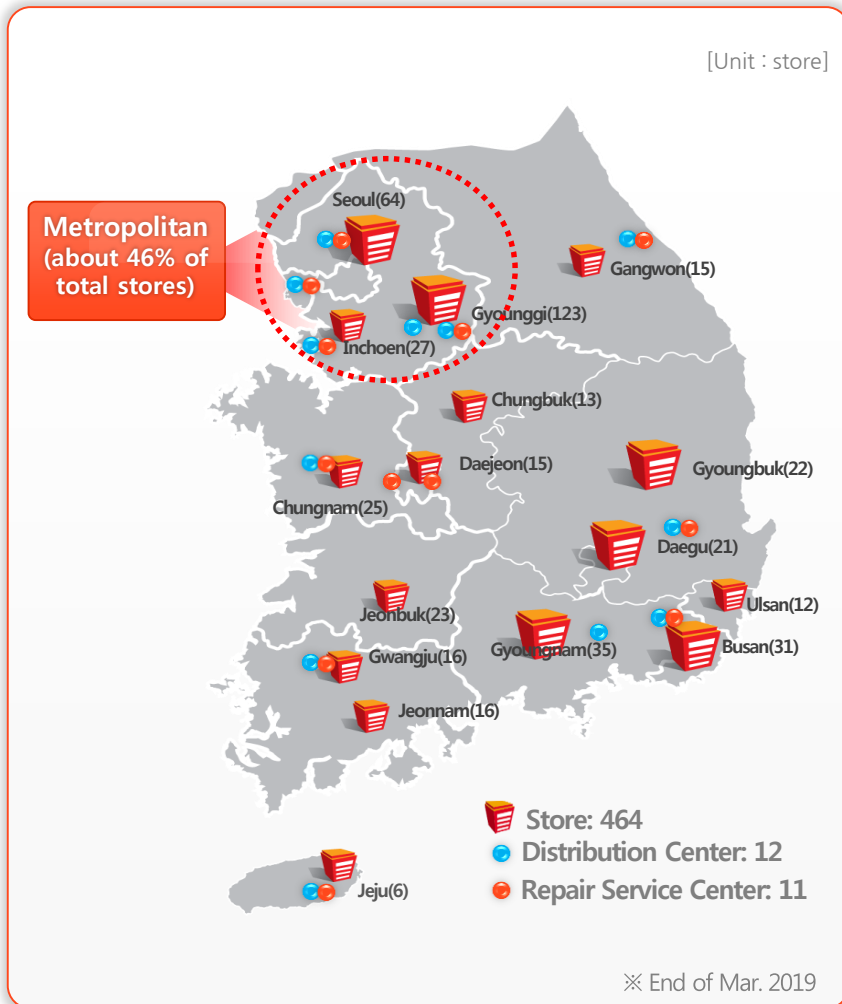 [Unit : store]
Seoul(64)
Metropolitan
(about 46% of
total stores)
Gangwon(15)
Gyounggi(123)
Inchoen(27)
Chungbuk(13)
Daejeon(15)
Gyoungbuk(22)
Chungnam(25)
Daegu(21)
Ulsan(12)
Jeonbuk(23)
Gyoungnam(35)
Busan(31)
Gwangju(16)
Jeonnam(16)
Store: 464
Distribution Center: 12
Jeju(6)
Repair Service Center: 11
※ End of Mar. 2019